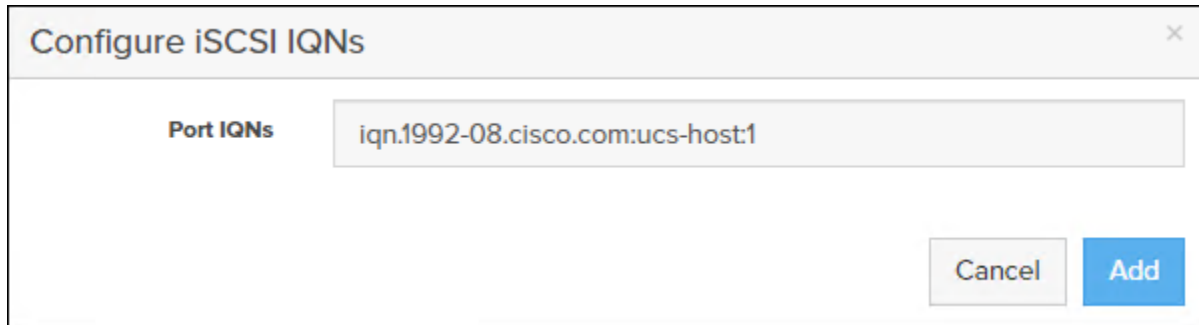 Configure iSCSI IQNs
×
Port IQNs
iqn.1992-08.cisco.com:ucs-host:1
Cancel
Add